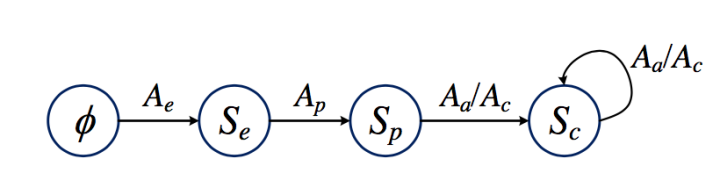 A_a/A_c
A_e A_p A_a/A_c
ϕ S_e S_p S_c